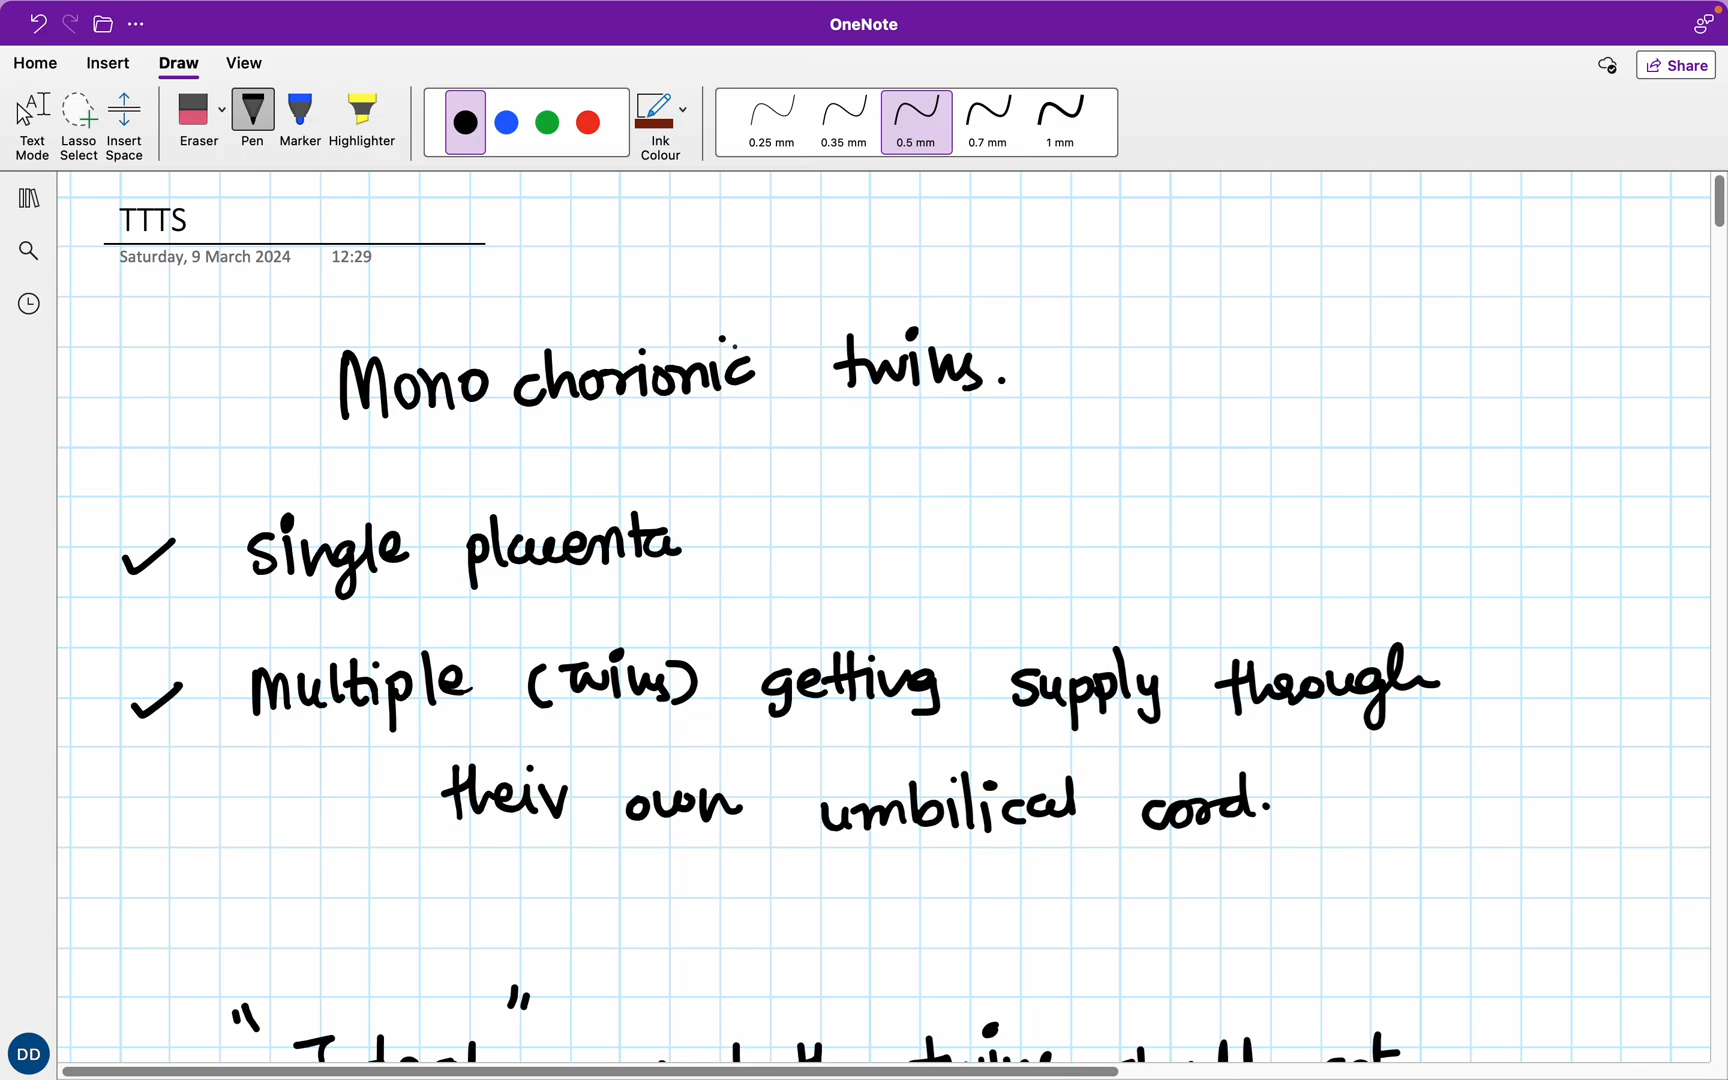 OneNote
Home Insert Draw View Share
Text Mode Lasso Select Insert Space Eraser Pen Marker Highlighter Ink Colour 0.25 mm 0.35 mm 0.5 mm 0.7 mm 1 mm
TTTS
Saturday, 9 March 2024 12:29
Mono chorionic twins.
✓ single placenta
✓ Multiple (Twins) getting supply through
their own umbilical cord.
DD